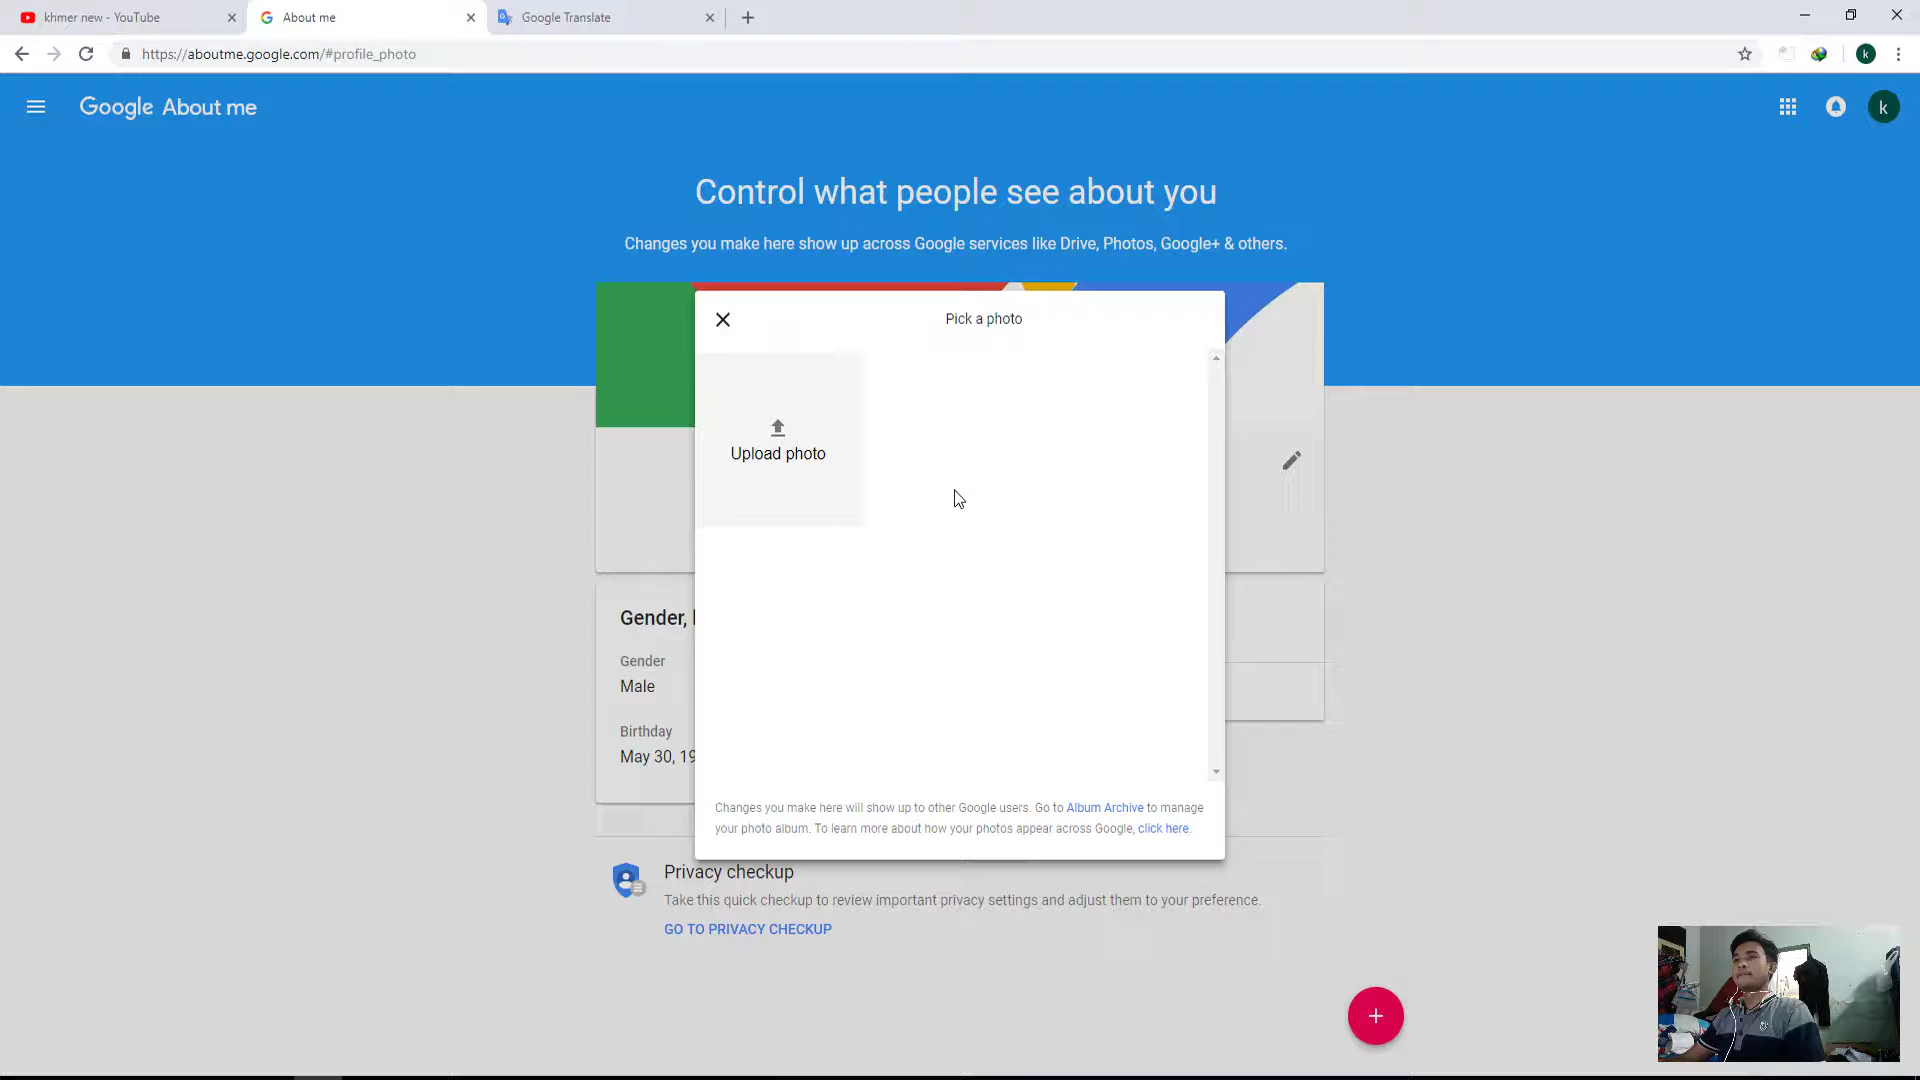 khmer new - YouTube
About me
Google Translate
https://aboutme.google.com/#profile_photo
k
Google About me
k
Control what people see about you
Changes you make here show up across Google services like Drive, Photos, Google+ & others.
Pick a photo
Upload photo
Gender,
Gender
Male
Birthday
May 30, 19
Changes you make here will show up to other Google users. Go to Album Archive to manage
your photo album. To learn more about how your photos appear across Google, click here.
Privacy checkup
Take this quick checkup to review important privacy settings and adjust them to your preference.
GO TO PRIVACY CHECKUP